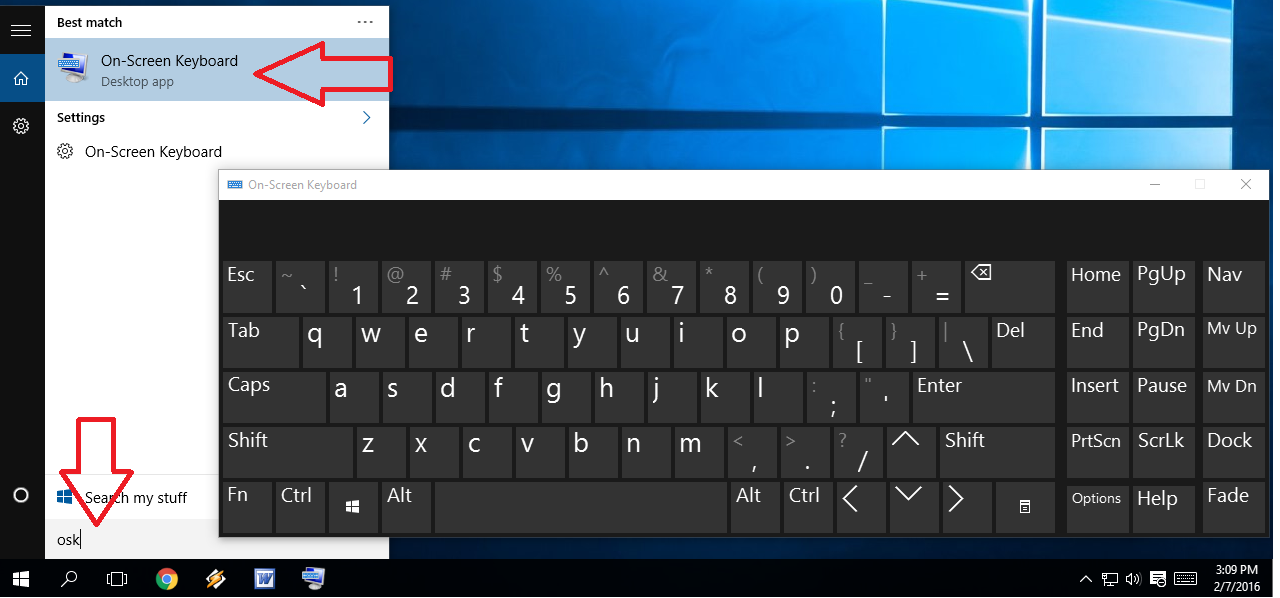 Best match ...
On-Screen Keyboard
Desktop app
Settings
On-Screen Keyboard
Search my stuff
osk
On-Screen Keyboard
Esc ~ ` ! 1 @ 2 # 3 $ 4 % 5 ^ 6 & 7 * 8 ( 9 ) 0 _ - + = Home PgUp Nav
Tab q w e r t y u i o p { [ } ] | \ Del End PgDn Mv Up
Caps a s d f g h j k l : ; " ' Enter Insert Pause Mv Dn
Shift z x c v b n m < , > . ? / Shift PrtScn ScrLk Dock
Fn Ctrl Alt Alt Ctrl Options Help Fade
3:09 PM
2/7/2016